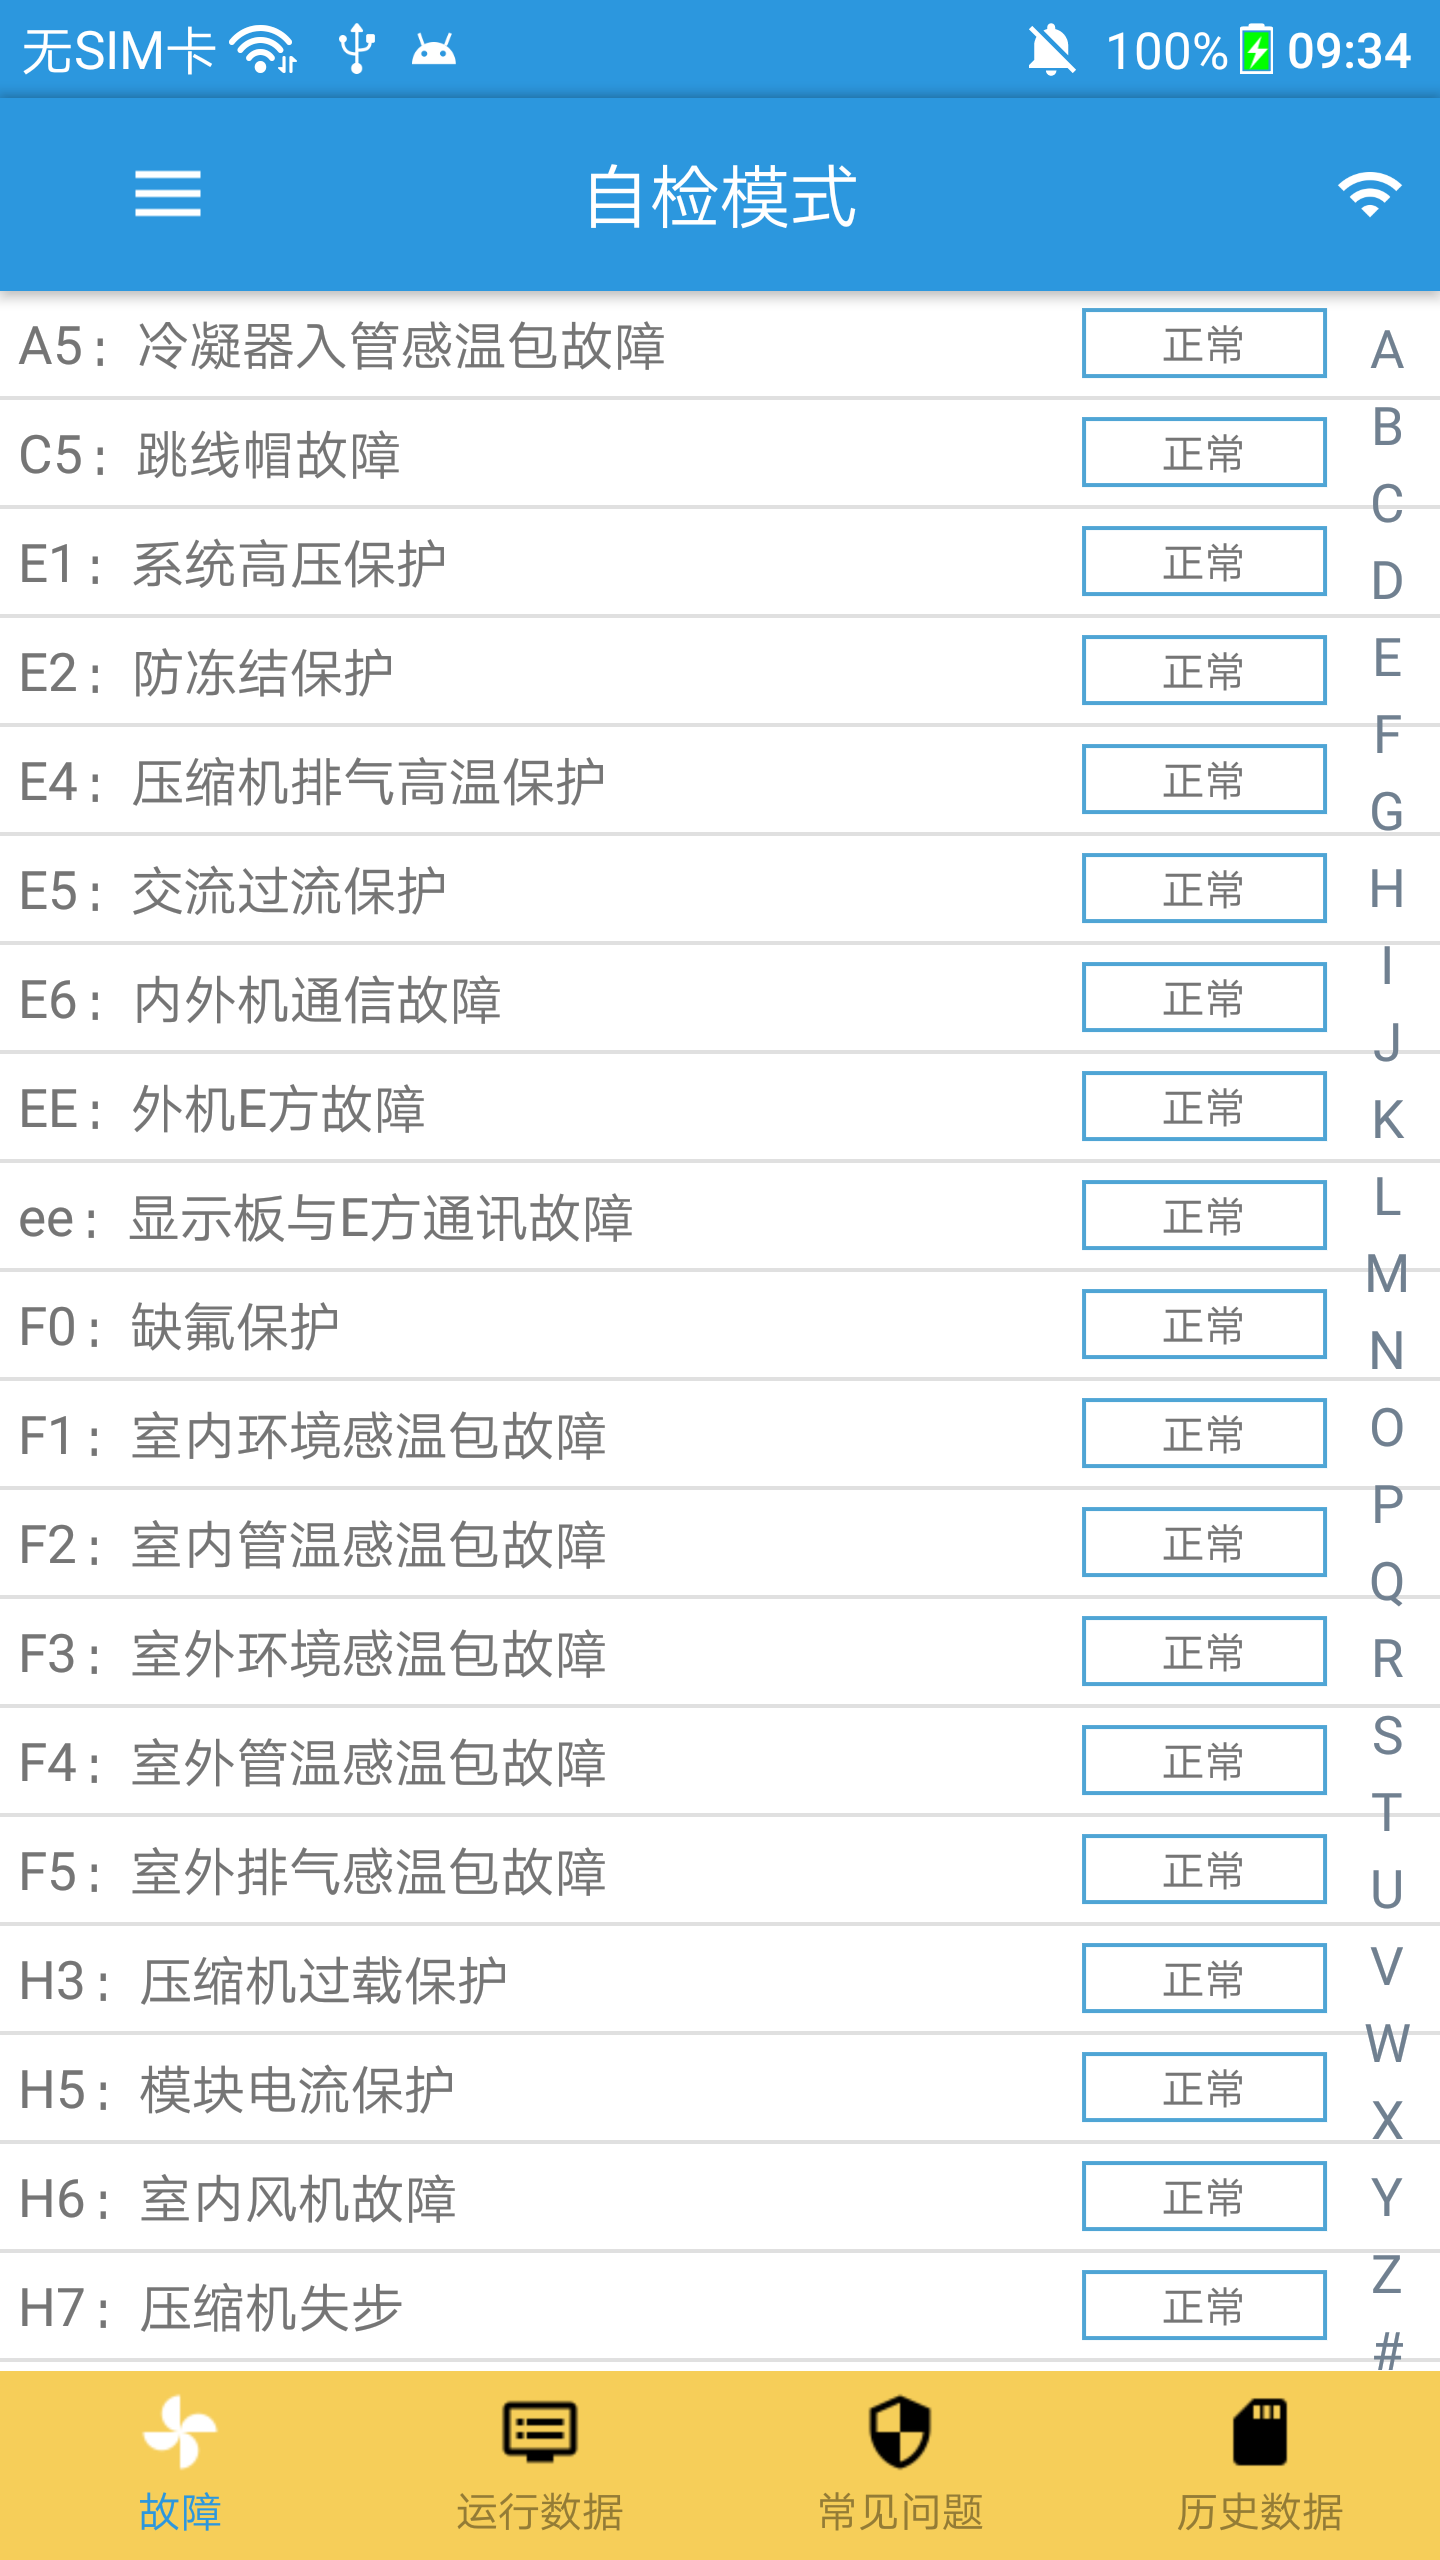 无SIM卡 100% 09:34
自检模式
A5： 冷凝器入管感温包故障 正常
C5： 跳线帽故障 正常
E1： 系统高压保护 正常
E2： 防冻结保护 正常
E4： 压缩机排气高温保护 正常
E5： 交流过流保护 正常
E6： 内外机通信故障 正常
EE： 外机E方故障 正常
ee： 显示板与E方通讯故障 正常
F0： 缺氟保护 正常
F1： 室内环境感温包故障 正常
F2： 室内管温感温包故障 正常
F3： 室外环境感温包故障 正常
F4： 室外管温感温包故障 正常
F5： 室外排气感温包故障 正常
H3： 压缩机过载保护 正常
H5： 模块电流保护 正常
H6： 室内风机故障 正常
H7： 压缩机失步 正常
A
B
C
D
E
F
G
H
I
J
K
L
M
N
O
P
Q
R
S
T
U
V
W
X
Y
Z
#
故障 运行数据 常见问题 历史数据